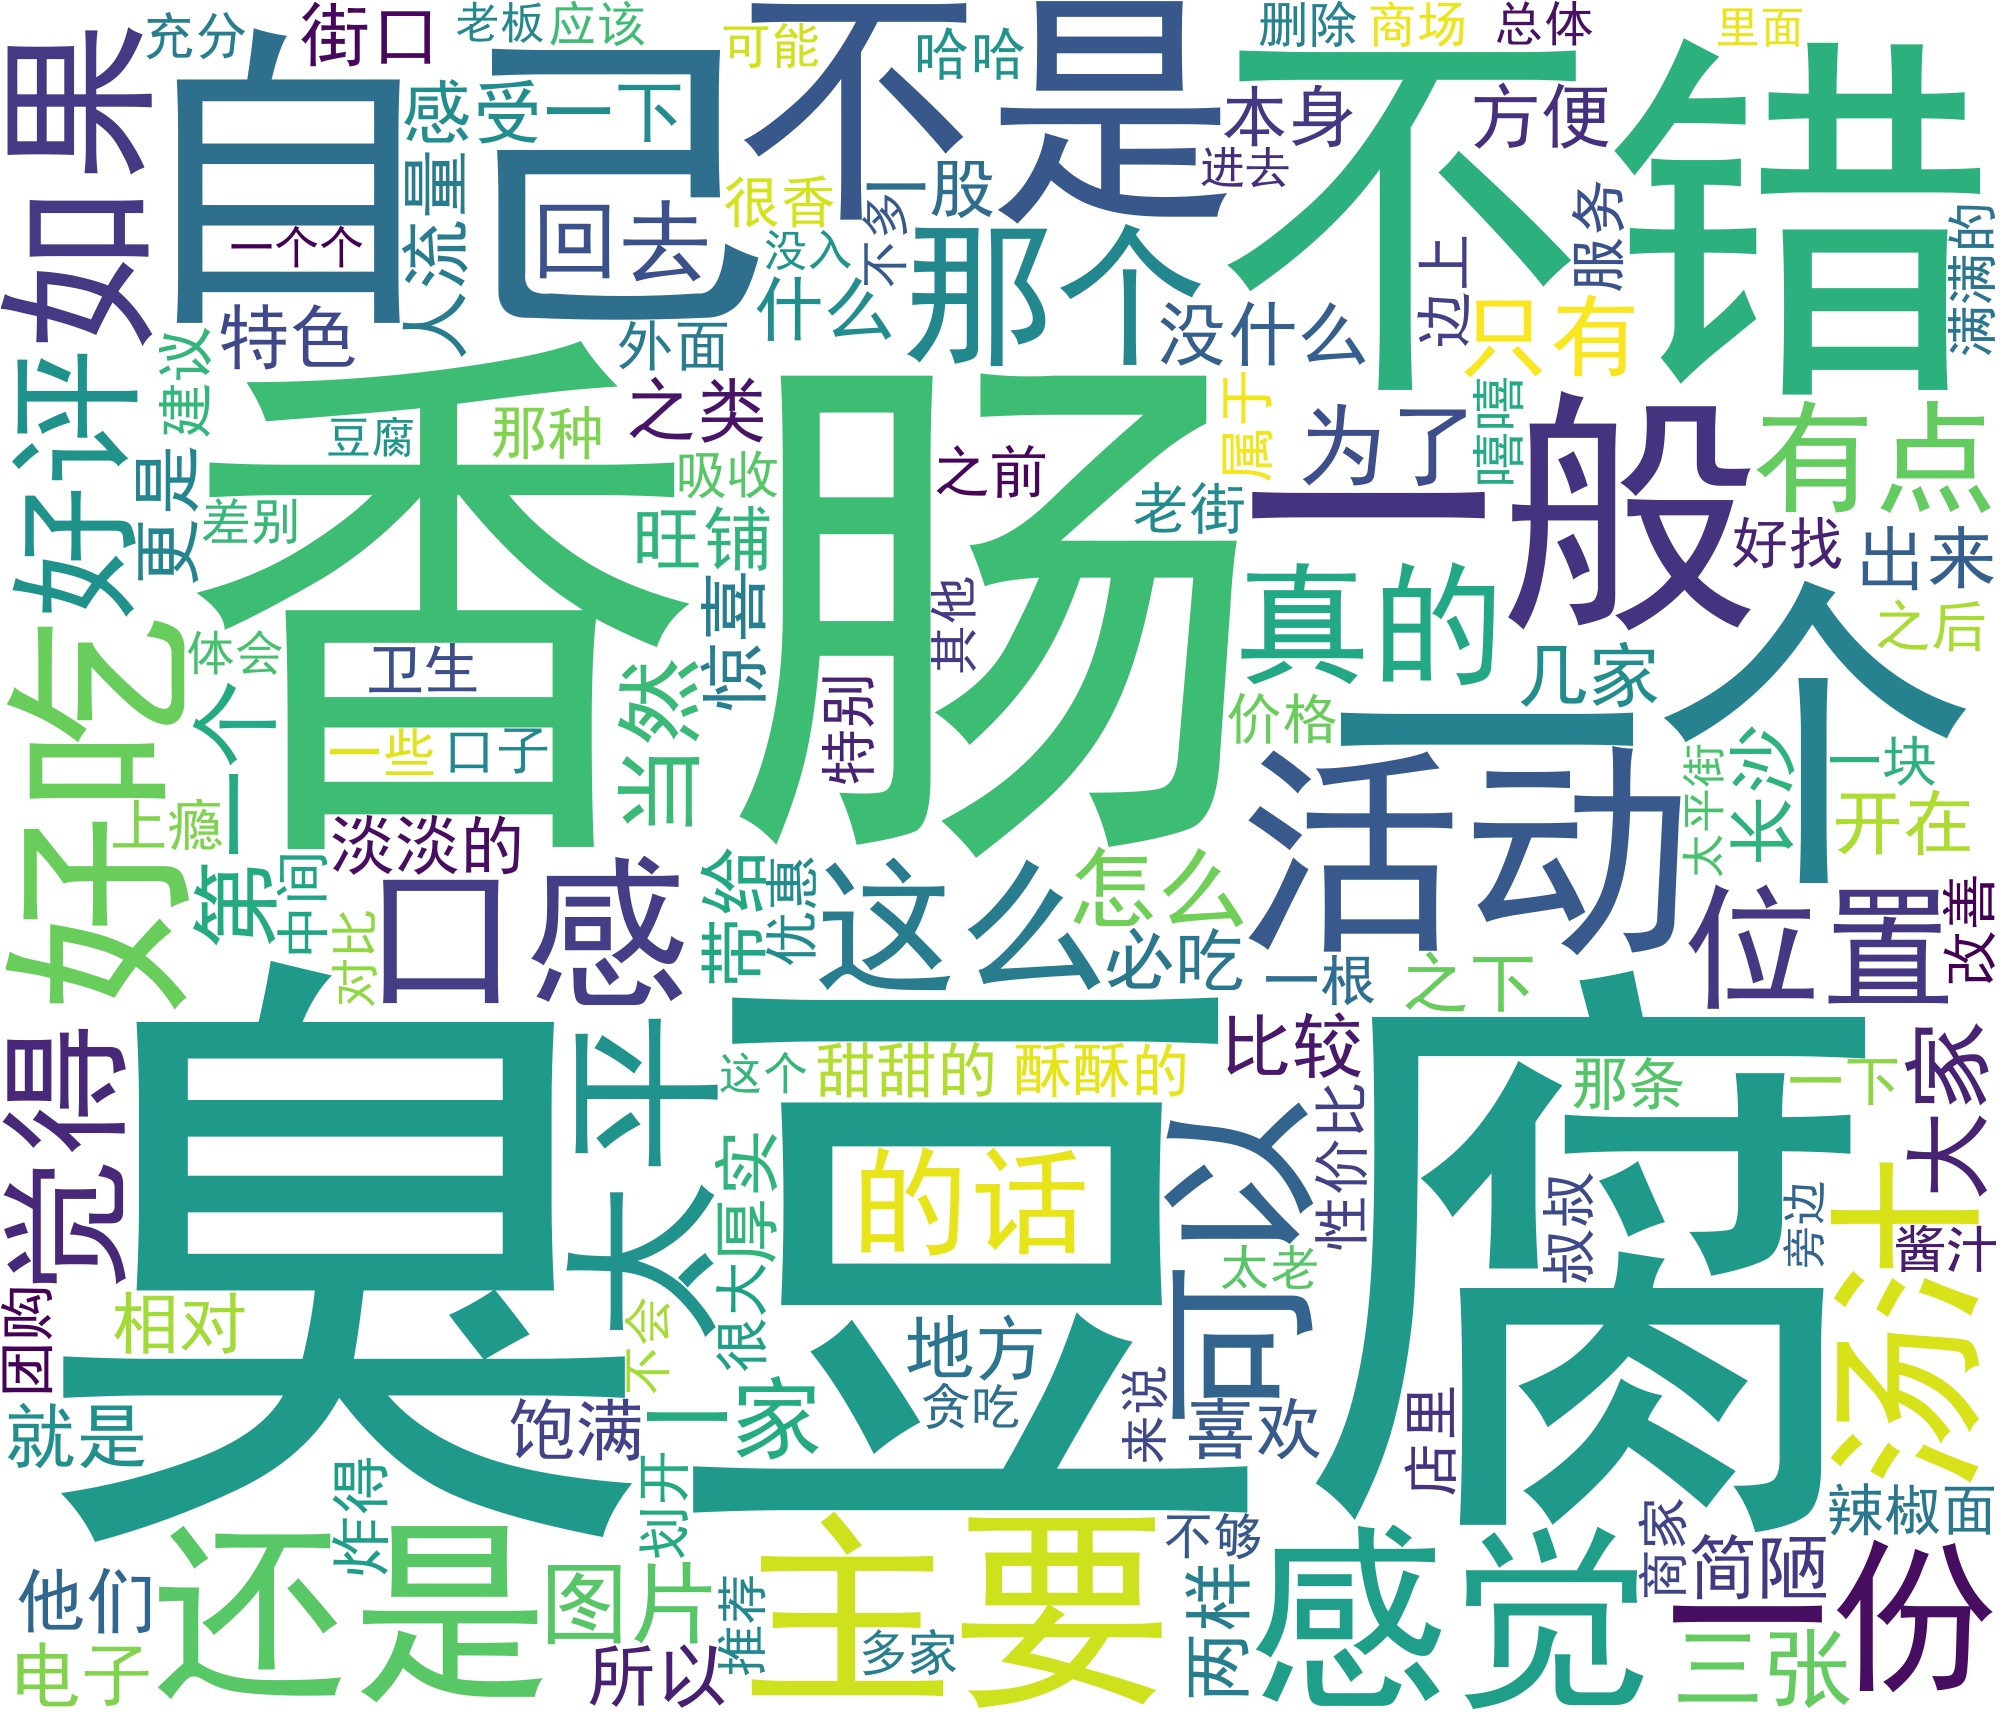 充分
街口
老板
应该
可能
哈哈
不是
删除
商场
总体
里面
如果
自己
感受一下
不错
本身
方便
进去
一股
很香
不多
回去
一个个
人流量
没入
那个
服务
边上
满满的
特色
外面
什么
没什么
只有
建议
好评
香肠
豆腐
那种
之类
吸收
之前
属于
为了
嘻嘻
一般
有点
更是
差别
旺铺
老街
好找
出来
真的
惊喜
其他
之后
好吃
体会
卫生
当然
特别
几家
价格
一个
一些
口子
活动
长沙
太平街
一块
开在
上瘾
第一个
中间
淡淡的
口感
带给
优惠
这么
怎么
必吃
一根
之下
位置
改善
对比
臭豆腐
觉得
太平
这个
甜甜的
酥酥的
比较
那条
一下
大家
的话
可以
性价比
叔叔
旁边
汤汁
酱汁
很大
厚实
太老
团购
相对
不会
地方
贪吃
来说
喜欢
店里
就是
饱满
一家
炸得
划开
辣椒面
还是
主要
不够
感觉
商家
简陋
一份
他们
图片
推荐
多家
两样
三张
电子
所以